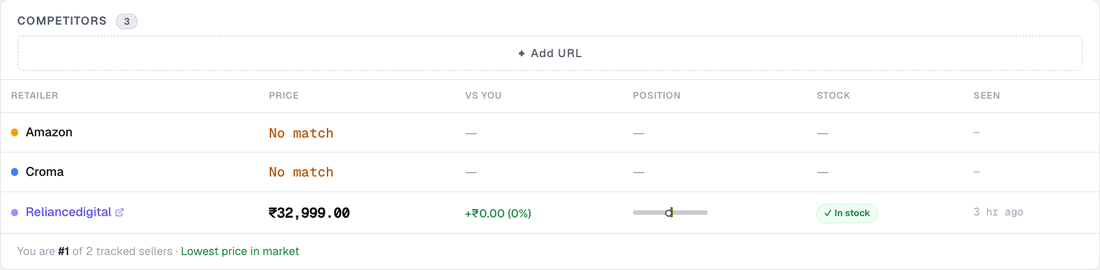 COMPETITORS 3
+ Add URL
RETAILER PRICE VS YOU POSITION STOCK SEEN
Amazon No match — — — —
Croma No match — — — —
Reliancedigital ₹32,999.00 +₹0.00 (0%) ✓ In stock 3 hr ago
You are #1 of 2 tracked sellers · Lowest price in market